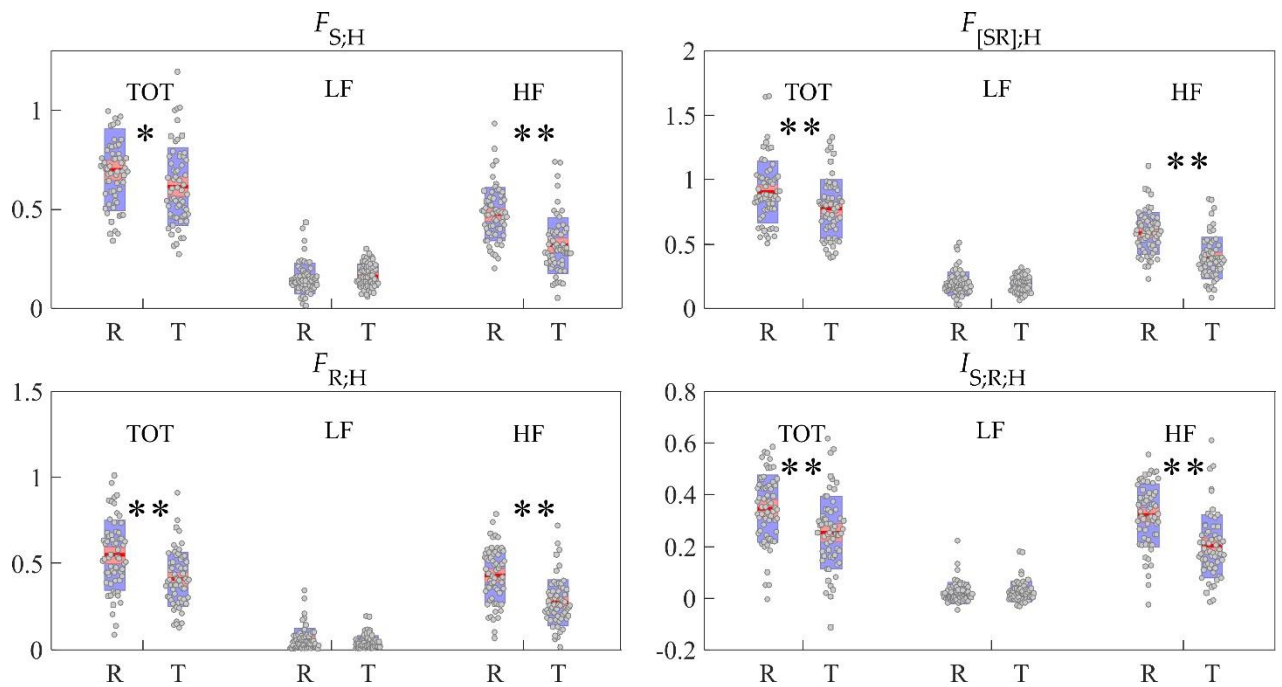 F_S;H
TOT LF HF
* **
1
0.5
0
R T R T R T
F_[SR];H
2
TOT LF HF
1.5
** **
1
0.5
0
R T R T R T
F_R;H
1.5
TOT LF HF
1
** **
0.5
0
R T R T R T
I_S;R;H
0.8
TOT LF HF
0.6
** **
0.4
0.2
0
-0.2
R T R T R T